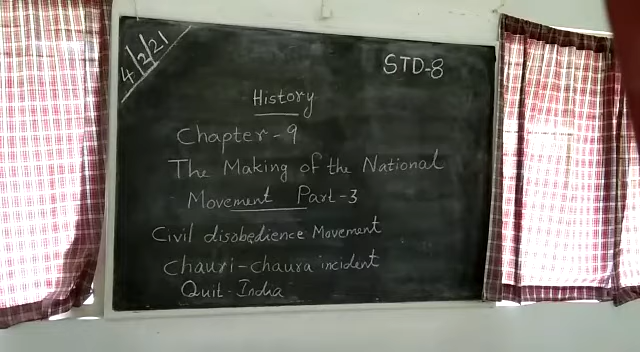 4/2/21
STD-8
History
Chapter-9
The Making of the National
Movement Part-3
Civil disobedience Movement
Chauri-chaura incident
Quit-India